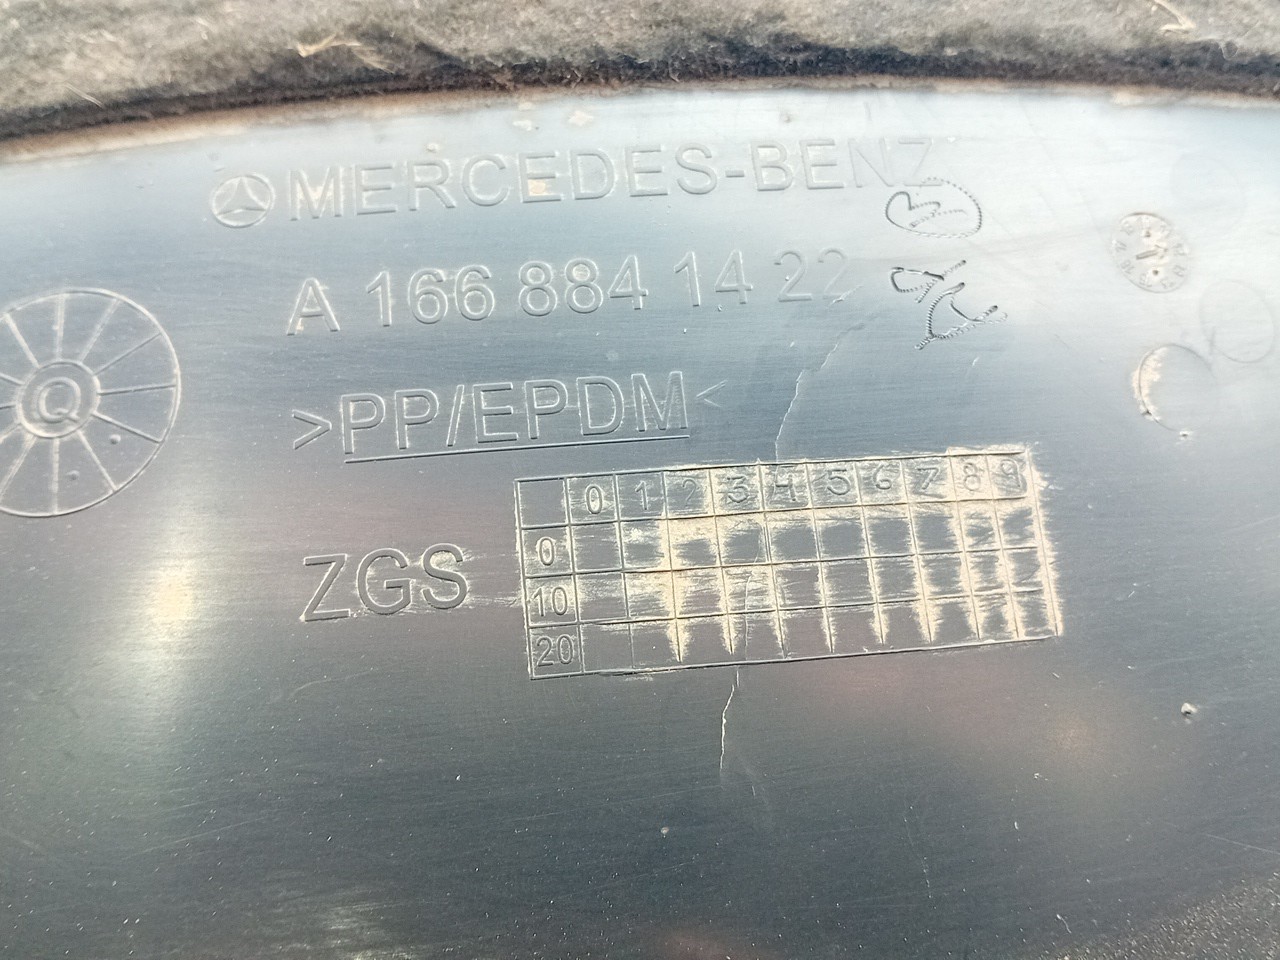 MERCEDES-BENZ
A 166 884 14 22
>PP/EPDM<
Q
0 1 2 3 4 5 6 7 8 9
ZGS
0
10
20